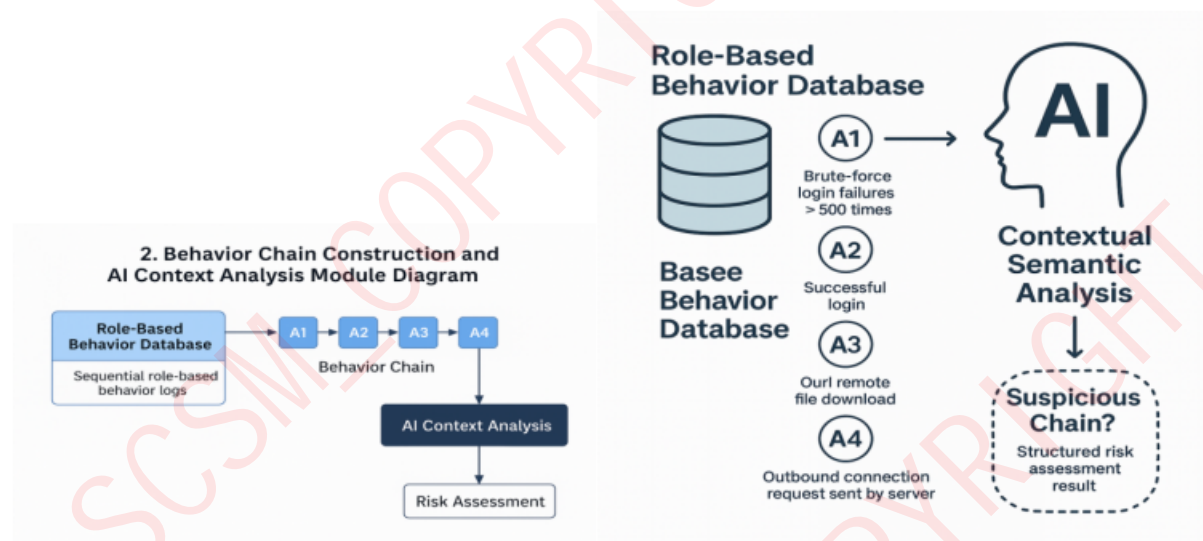 2. Behavior Chain Construction and
AI Context Analysis Module Diagram
Role-Based
Behavior Database
Sequential role-based
behavior logs
A1
A2
A3
A4
Behavior Chain
AI Context Analysis
Risk Assessment
Role-Based
Behavior Database
Basee
Behavior
Database
A1
Brute-force
login failures
> 500 times
A2
Successful
login
A3
Ourl remote
file download
A4
Outbound connection
request sent by server
AI
Contextual
Semantic
Analysis
Suspicious
Chain?
Structured risk
assessment
result
SCSM_COPYRIGHT
PYRIGHT